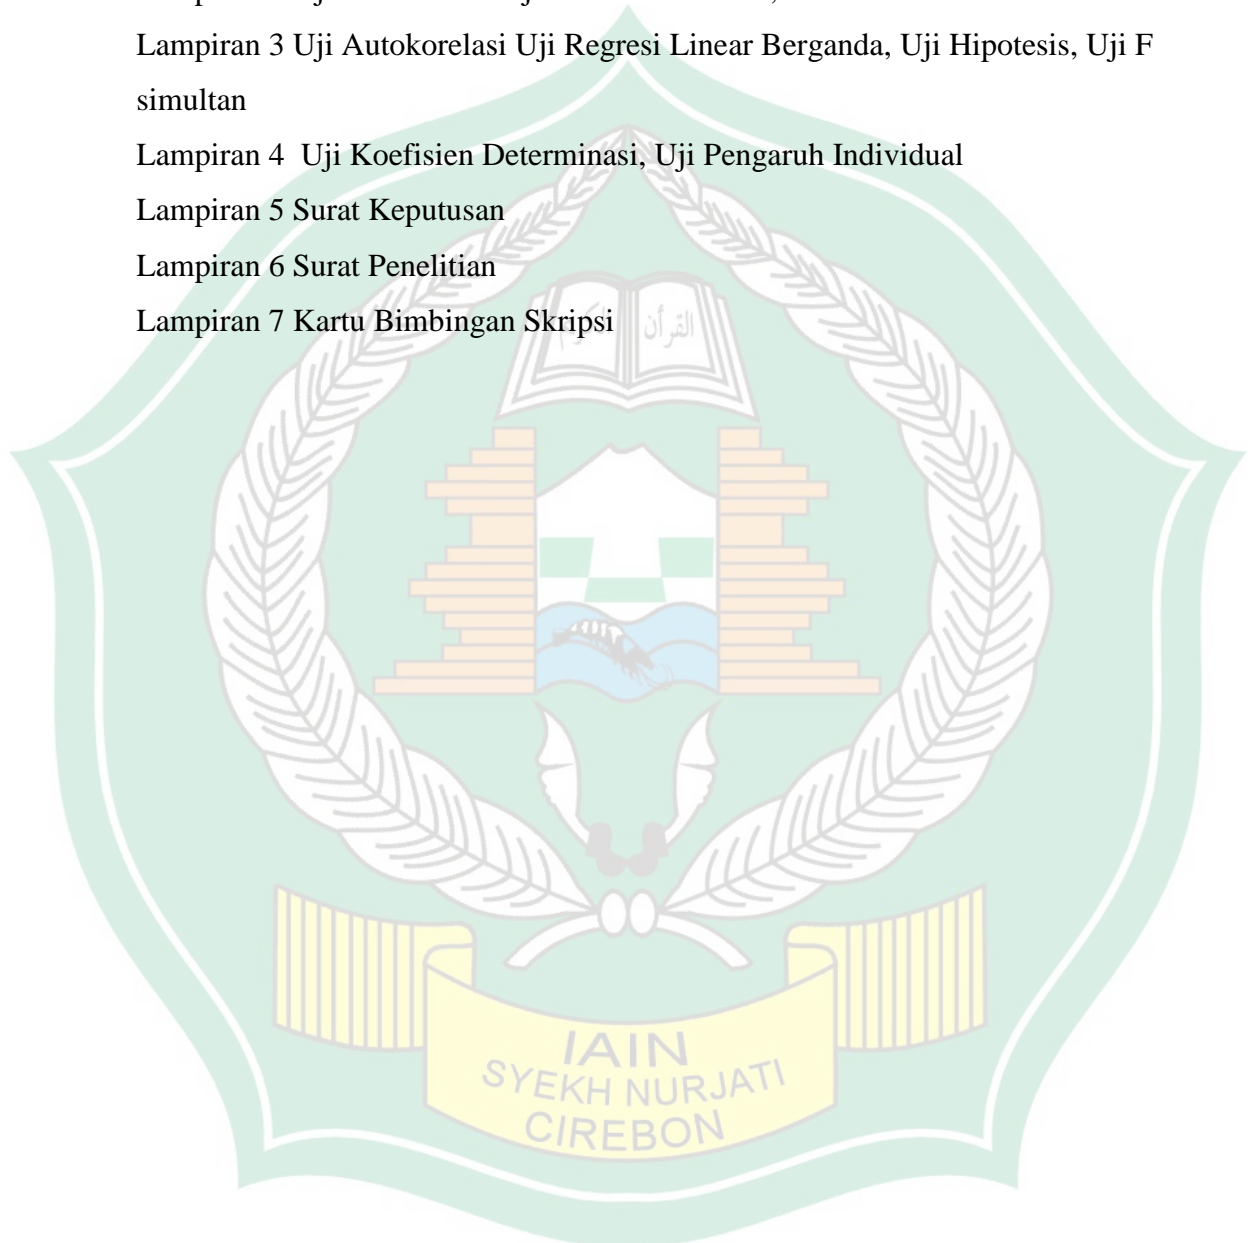 Lampiran 3 Uji Autokorelasi Uji Regresi Linear Berganda, Uji Hipotesis, Uji F
simultan
Lampiran 4  Uji Koefisien Determinasi, Uji Pengaruh Individual
Lampiran 5 Surat Keputusan
Lampiran 6 Surat Penelitian
Lampiran 7 Kartu Bimbingan Skripsi
القرآن
IAIN
SYEKH NURJATI
CIREBON